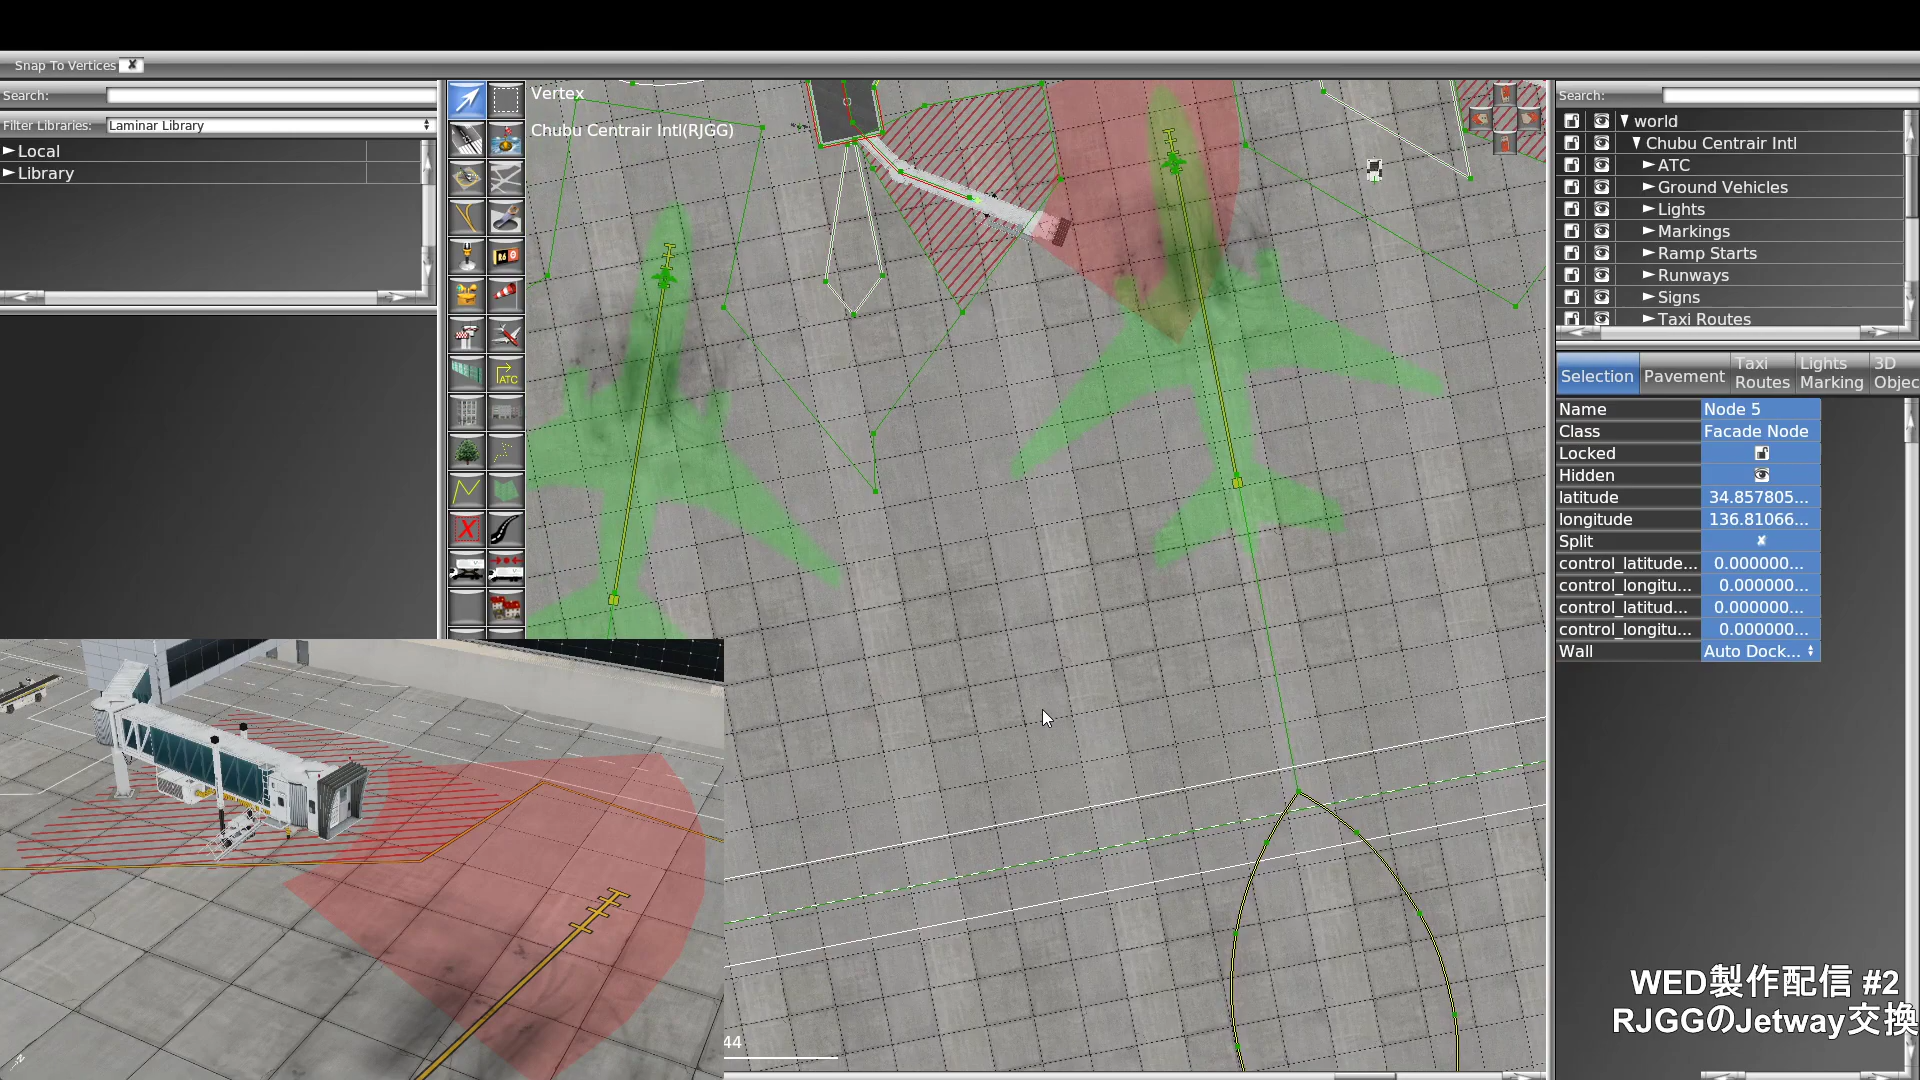 Snap To Vertices
Search:
Filter Libraries: Laminar Library
Local
Library
Vertex
Chubu Centrair Intl(RJGG)
ATC
44
Search:
world
Chubu Centrair Intl
ATC
Ground Vehicles
Lights
Markings
Ramp Starts
Runways
Signs
Taxi Routes
Selection
Pavement
Taxi Routes
Lights Marking
3D Objec
Name Node 5
Class Facade Node
Locked
Hidden
latitude 34.857805...
longitude 136.81066...
Split
control_latitude... 0.000000...
control_longitu... 0.000000...
control_latitud... 0.000000...
control_longitu... 0.000000...
Wall Auto Dock...
WED製作配信 #2
RJGGのJetway交換